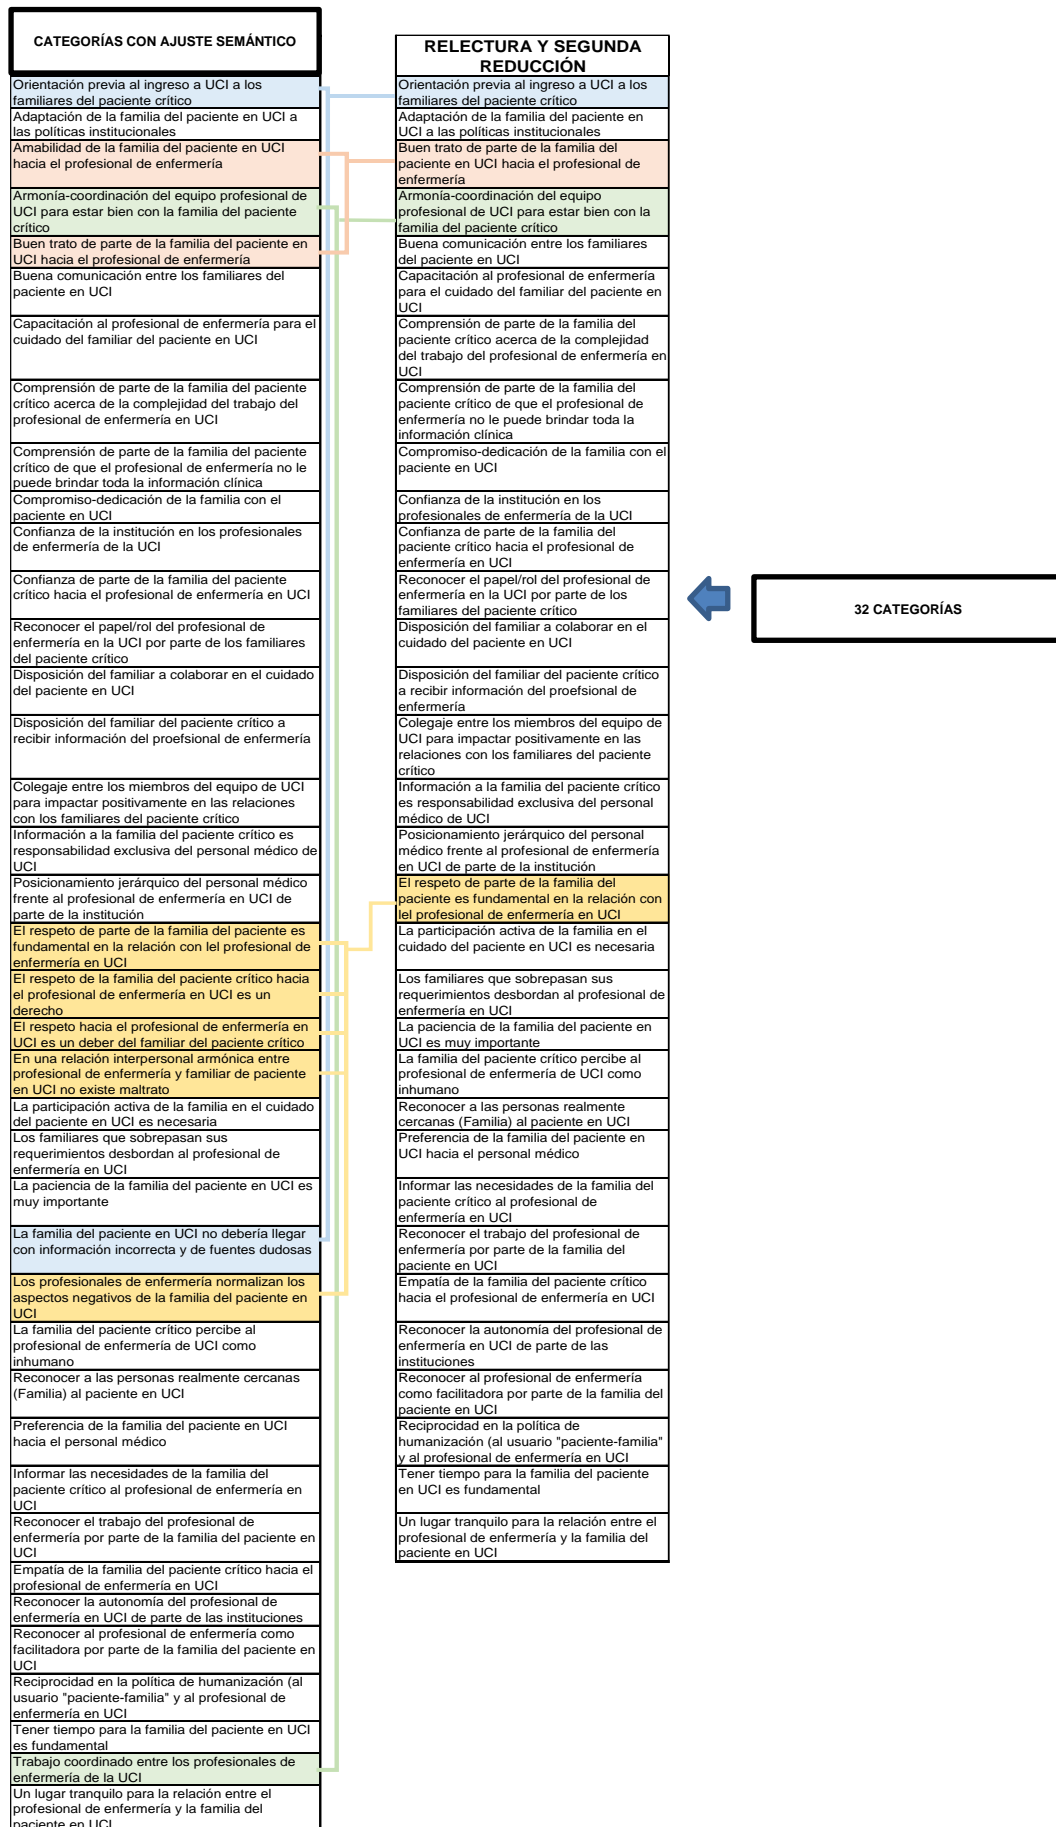 CATEGORÍAS CON AJUSTE SEMÁNTICO
Orientación previa al ingreso a UCI a los
familiares del paciente crítico
Adaptación de la familia del paciente en UCI a
las políticas institucionales
Amabilidad de la familia del paciente en UCI
hacia el profesional de enfermería
Armonía-coordinación del equipo profesional de
UCI para estar bien con la familia del paciente
crítico
Buen trato de parte de la familia del paciente en
UCI hacia el profesional de enfermería
Buena comunicación entre los familiares del
paciente en UCI
Capacitación al profesional de enfermería para el
cuidado del familiar del paciente en UCI
Comprensión de parte de la familia del paciente
crítico acerca de la complejidad del trabajo del
profesional de enfermería en UCI
Comprensión de parte de la familia del paciente
crítico de que el profesional de enfermería no le
puede brindar toda la información clínica
Compromiso-dedicación de la familia con el
paciente en UCI
Confianza de la institución en los profesionales
de enfermería de la UCI
Confianza de parte de la familia del paciente
crítico hacia el profesional de enfermería en UCI
Reconocer el papel/rol del profesional de
enfermería en la UCI por parte de los familiares
del paciente crítico
Disposición del familiar a colaborar en el cuidado
del paciente en UCI
Disposición del familiar del paciente crítico a
recibir información del proefsional de enfermería
Colegaje entre los miembros del equipo de UCI
para impactar positivamente en las relaciones
con los familiares del paciente crítico
Información a la familia del paciente crítico es
responsabilidad exclusiva del personal médico de
UCI
Posicionamiento jerárquico del personal médico
frente al profesional de enfermería en UCI de
parte de la institución
El respeto de parte de la familia del paciente es
fundamental en la relación con lel profesional de
enfermería en UCI
El respeto de la familia del paciente crítico hacia
el profesional de enfermería en UCI es un
derecho
El respeto hacia el profesional de enfermería en
UCI es un deber del familiar del paciente crítico
En una relación interpersonal armónica entre
profesional de enfermería y familiar de paciente
en UCI no existe maltrato
La participación activa de la familia en el cuidado
del paciente en UCI es necesaria
Los familiares que sobrepasan sus
requerimientos desbordan al profesional de
enfermería en UCI
La paciencia de la familia del paciente en UCI es
muy importante
La familia del paciente en UCI no debería llegar
con información incorrecta y de fuentes dudosas
Los profesionales de enfermería normalizan los
aspectos negativos de la familia del paciente en
UCI
La familia del paciente crítico percibe al
profesional de enfermería de UCI como
inhumano
Reconocer a las personas realmente cercanas
(Familia) al paciente en UCI
Preferencia de la familia del paciente en UCI
hacia el personal médico
Informar las necesidades de la familia del
paciente crítico al profesional de enfermería en
UCI
Reconocer el trabajo del profesional de
enfermería por parte de la familia del paciente en
UCI
Empatía de la familia del paciente crítico hacia el
profesional de enfermería en UCI
Reconocer la autonomía del profesional de
enfermería en UCI de parte de las instituciones
Reconocer al profesional de enfermería como
facilitadora por parte de la familia del paciente en
UCI
Reciprocidad en la política de humanización (al
usuario "paciente-familia" y al profesional de
enfermería en UCI
Tener tiempo para la familia del paciente en UCI
es fundamental
Trabajo coordinado entre los profesionales de
enfermería de la UCI
Un lugar tranquilo para la relación entre el
profesional de enfermería y la familia del
paciente en UCI
RELECTURA Y SEGUNDA
REDUCCIÓN
Orientación previa al ingreso a UCI a los
familiares del paciente crítico
Adaptación de la familia del paciente en
UCI a las políticas institucionales
Buen trato de parte de la familia del
paciente en UCI hacia el profesional de
enfermería
Armonía-coordinación del equipo
profesional de UCI para estar bien con la
familia del paciente crítico
Buena comunicación entre los familiares
del paciente en UCI
Capacitación al profesional de enfermería
para el cuidado del familiar del paciente en
UCI
Comprensión de parte de la familia del
paciente crítico acerca de la complejidad
del trabajo del profesional de enfermería en
UCI
Comprensión de parte de la familia del
paciente crítico de que el profesional de
enfermería no le puede brindar toda la
información clínica
Compromiso-dedicación de la familia con el
paciente en UCI
Confianza de la institución en los
profesionales de enfermería de la UCI
Confianza de parte de la familia del
paciente crítico hacia el profesional de
enfermería en UCI
Reconocer el papel/rol del profesional de
enfermería en la UCI por parte de los
familiares del paciente crítico
Disposición del familiar a colaborar en el
cuidado del paciente en UCI
Disposición del familiar del paciente crítico
a recibir información del proefsional de
enfermería
Colegaje entre los miembros del equipo de
UCI para impactar positivamente en las
relaciones con los familiares del paciente
crítico
Información a la familia del paciente crítico
es responsabilidad exclusiva del personal
médico de UCI
Posicionamiento jerárquico del personal
médico frente al profesional de enfermería
en UCI de parte de la institución
El respeto de parte de la familia del
paciente es fundamental en la relación con
lel profesional de enfermería en UCI
La participación activa de la familia en el
cuidado del paciente en UCI es necesaria
Los familiares que sobrepasan sus
requerimientos desbordan al profesional de
enfermería en UCI
La paciencia de la familia del paciente en
UCI es muy importante
La familia del paciente crítico percibe al
profesional de enfermería de UCI como
inhumano
Reconocer a las personas realmente
cercanas (Familia) al paciente en UCI
Preferencia de la familia del paciente en
UCI hacia el personal médico
Informar las necesidades de la familia del
paciente crítico al profesional de
enfermería en UCI
Reconocer el trabajo del profesional de
enfermería por parte de la familia del
paciente en UCI
Empatía de la familia del paciente crítico
hacia el profesional de enfermería en UCI
Reconocer la autonomía del profesional de
enfermería en UCI de parte de las
instituciones
Reconocer al profesional de enfermería
como facilitadora por parte de la familia del
paciente en UCI
Reciprocidad en la política de
humanización (al usuario "paciente-familia"
y al profesional de enfermería en UCI
Tener tiempo para la familia del paciente
en UCI es fundamental
Un lugar tranquilo para la relación entre el
profesional de enfermería y la familia del
paciente en UCI
32 CATEGORÍAS